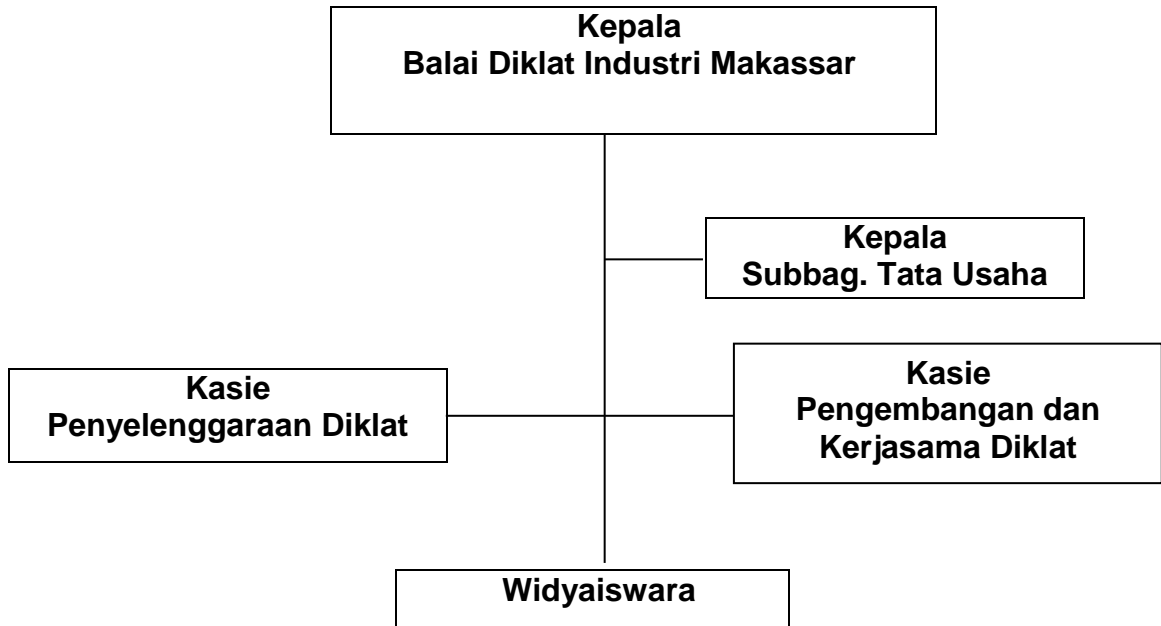 Kepala
Balai Diklat Industri Makassar
Kepala
Subbag. Tata Usaha
Kasie
Penyelenggaraan Diklat
Kasie
Pengembangan dan
Kerjasama Diklat
Widyaiswara